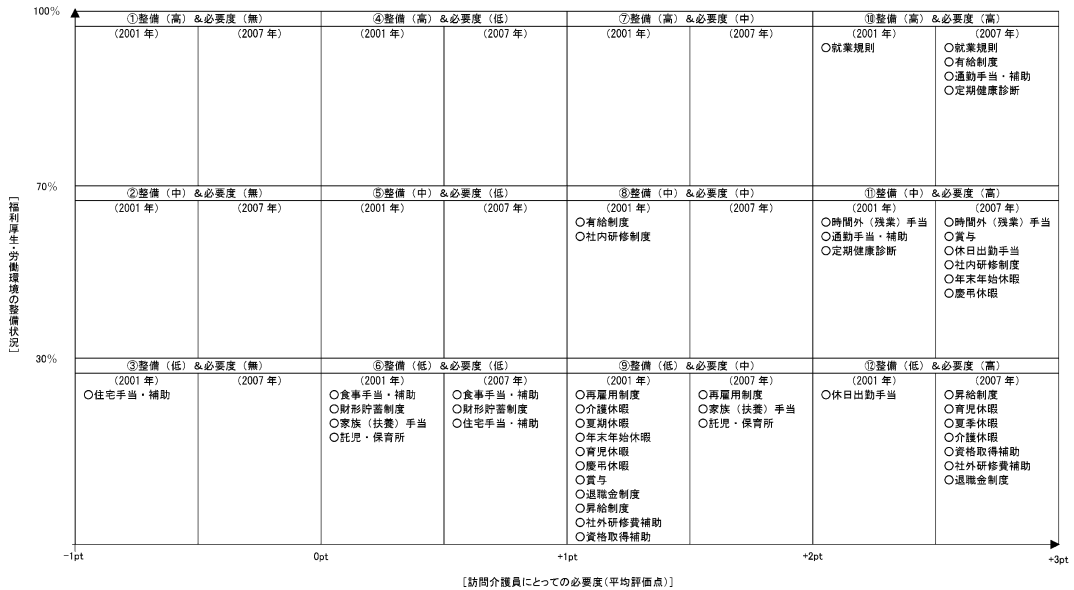 100%
①整備（高）＆必要度（無）
（2001 年）
（2007 年）
④整備（高）＆必要度（低）
（2001 年）
（2007 年）
⑦整備（高）＆必要度（中）
（2001 年）
（2007 年）
⑩整備（高）＆必要度（高）
（2001 年）
○就業規則
（2007 年）
○就業規則
○有給制度
○通勤手当・補助
○定期健康診断
70%
②整備（中）＆必要度（無）
（2001 年）
（2007 年）
⑤整備（中）＆必要度（低）
（2001 年）
（2007 年）
⑧整備（中）＆必要度（中）
（2001 年）
○有給制度
○社内研修制度
（2007 年）
⑪整備（中）＆必要度（高）
（2001 年）
○時間外（残業）手当
○通勤手当・補助
○定期健康診断
（2007 年）
○時間外（残業）手当
○賞与
○休日出勤手当
○社内研修制度
○年末年始休暇
○慶弔休暇
30%
③整備（低）＆必要度（無）
（2001 年）
○住宅手当・補助
（2007 年）
⑥整備（低）＆必要度（低）
（2001 年）
○食事手当・補助
○財形貯蓄制度
○家族（扶養）手当
○託児・保育所
（2007 年）
○食事手当・補助
○財形貯蓄制度
○住宅手当・補助
⑨整備（低）＆必要度（中）
（2001 年）
○再雇用制度
○介護休暇
○夏期休暇
○年末年始休暇
○育児休暇
○慶弔休暇
○賞与
○退職金制度
○昇給制度
○社外研修費補助
○資格取得補助
（2007 年）
○再雇用制度
○家族（扶養）手当
○託児・保育所
⑫整備（低）＆必要度（高）
（2001 年）
○休日出勤手当
（2007 年）
○昇給制度
○育児休暇
○夏季休暇
○介護休暇
○資格取得補助
○社外研修費補助
○退職金制度
[福利厚生・労働環境の整備状況]
-1pt
0pt
+1pt
+2pt
+3pt
[訪問介護員にとっての必要度（平均評価点）]